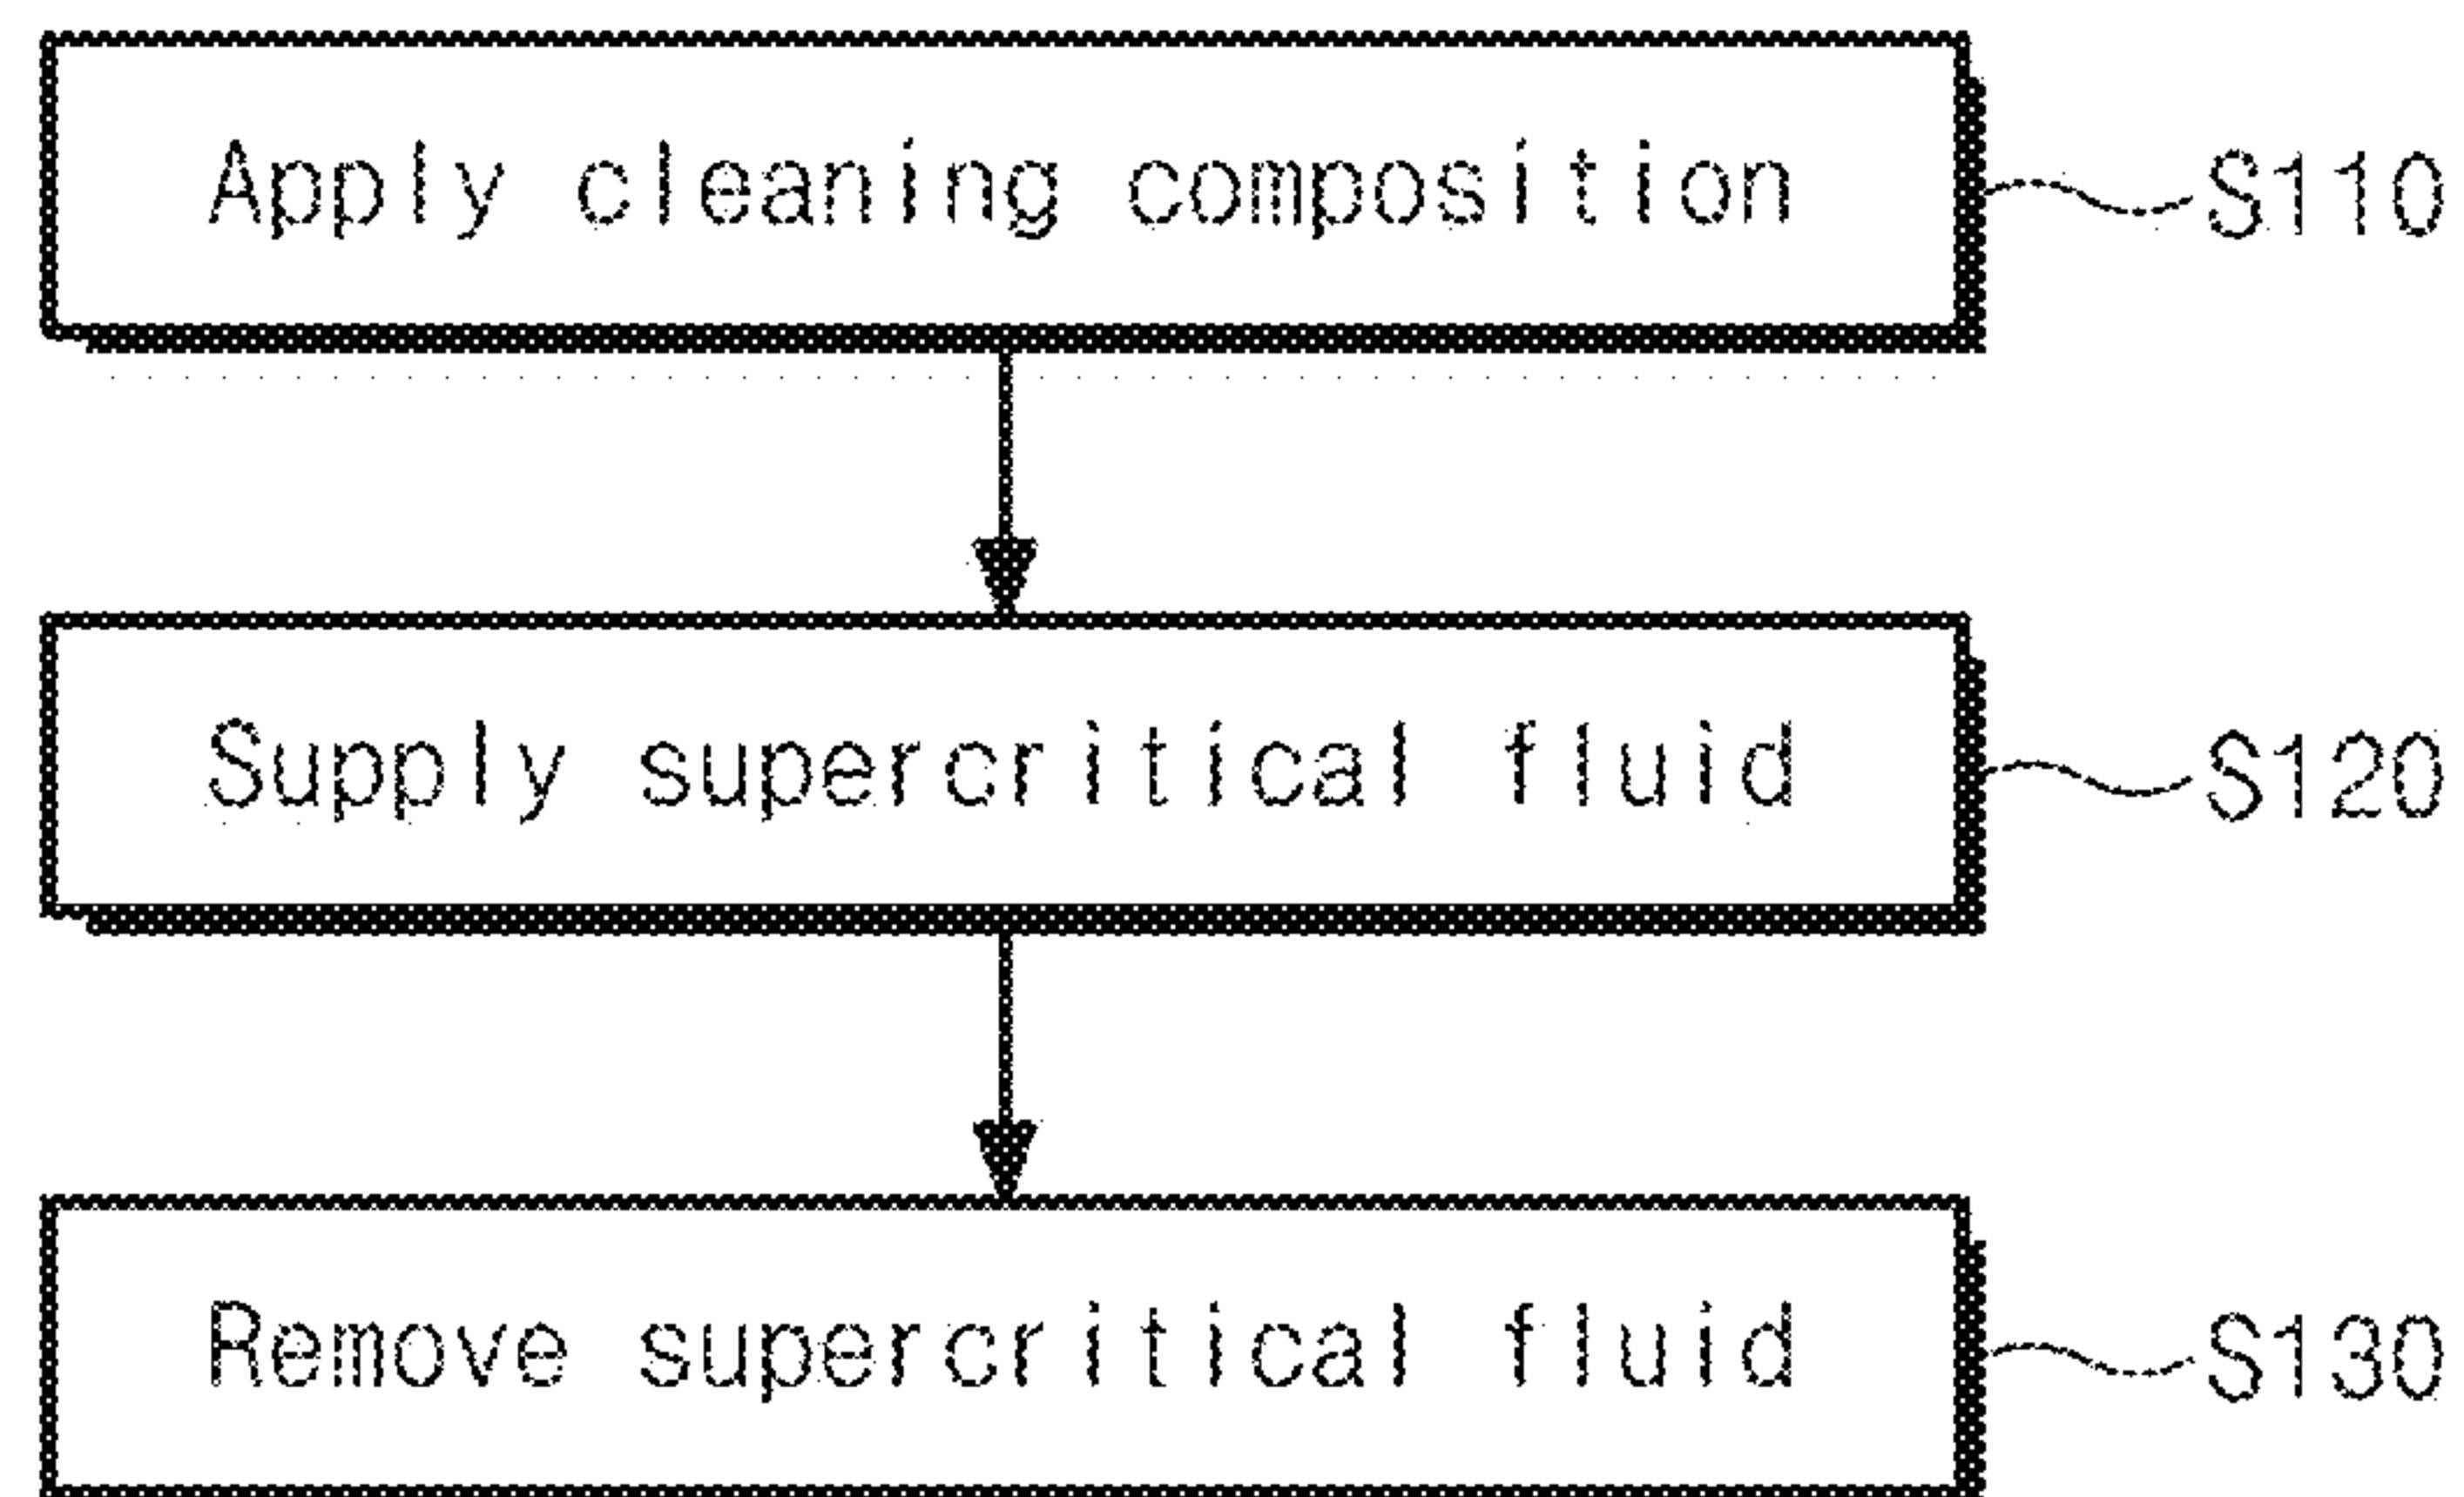 Apply cleaning composition S110
Supply supercritical fluid S120
Remove supercritical fluid S130